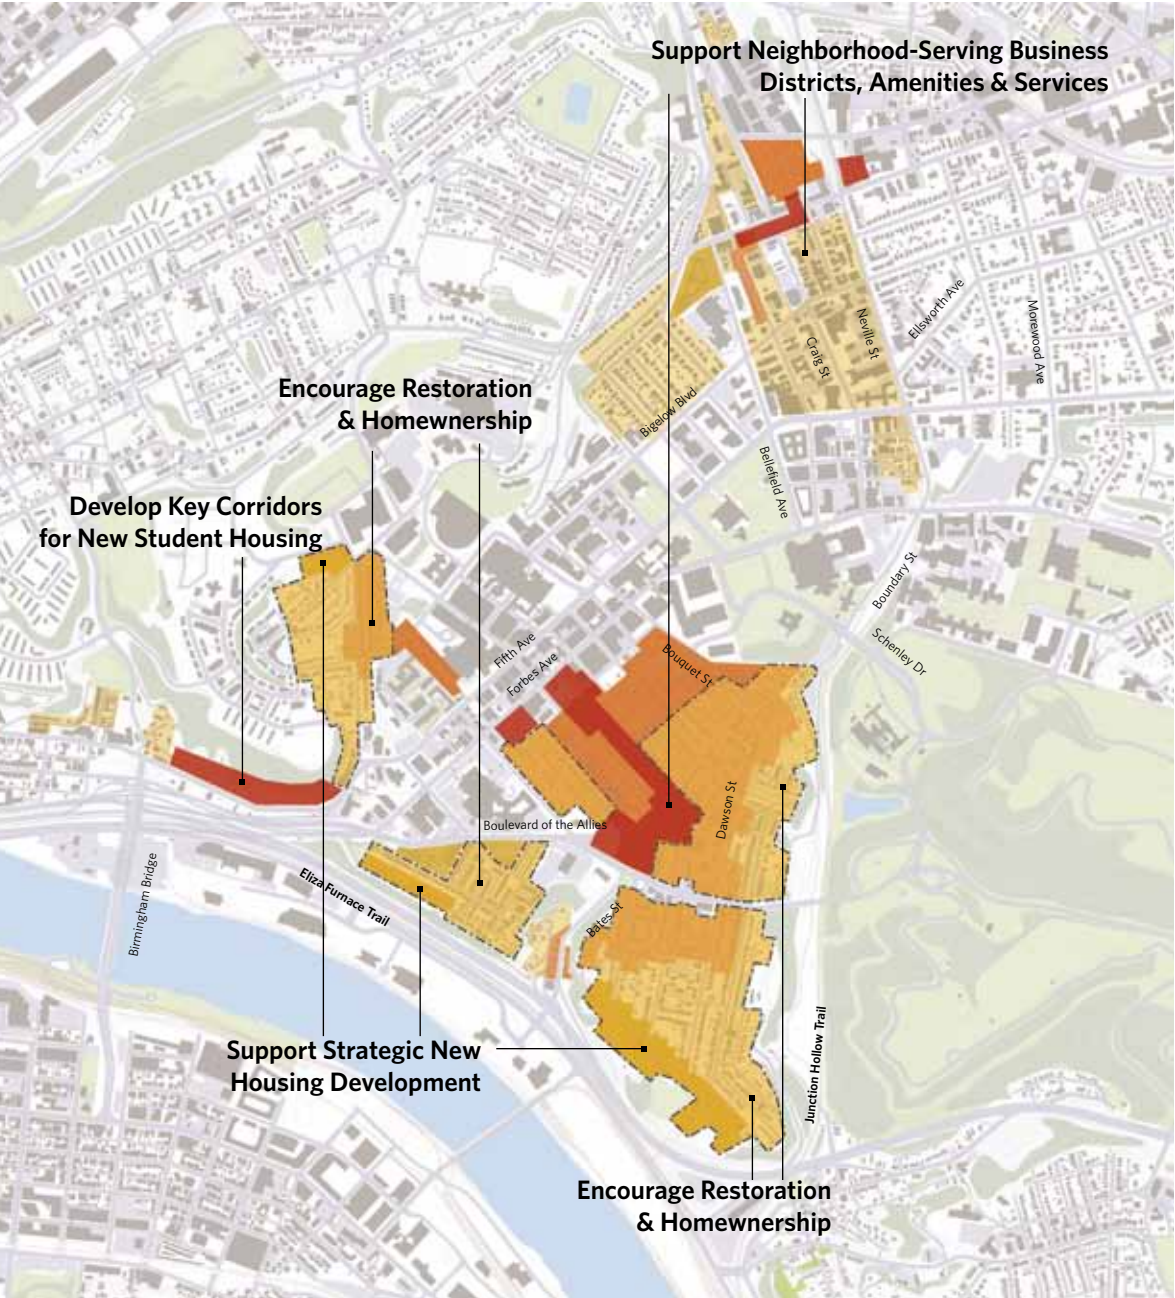 Support Neighborhood-Serving Business
Districts, Amenities & Services
Ellsworth Ave
Morewood Ave
Neville St
Craig St
Encourage Restoration
& Homewnership
Bigelow Blvd
Bellefield Ave
Develop Key Corridors
for New Student Housing
Boundary St
Schenley Dr
Fifth Ave
Forbes Ave
Bouquet St
Dawson St
Boulevard of the Allies
Birmingham Bridge
Eliza Furnace Trail
Bates St
Junction Hollow Trail
Support Strategic New
Housing Development
Encourage Restoration
& Homewnership